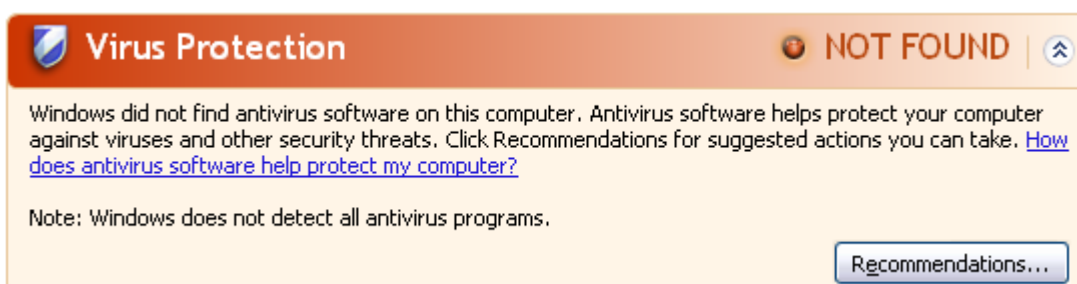 Virus Protection NOT FOUND
Windows did not find antivirus software on this computer. Antivirus software helps protect your computer
against viruses and other security threats. Click Recommendations for suggested actions you can take. How
does antivirus software help protect my computer?
Note: Windows does not detect all antivirus programs.
Recommendations...